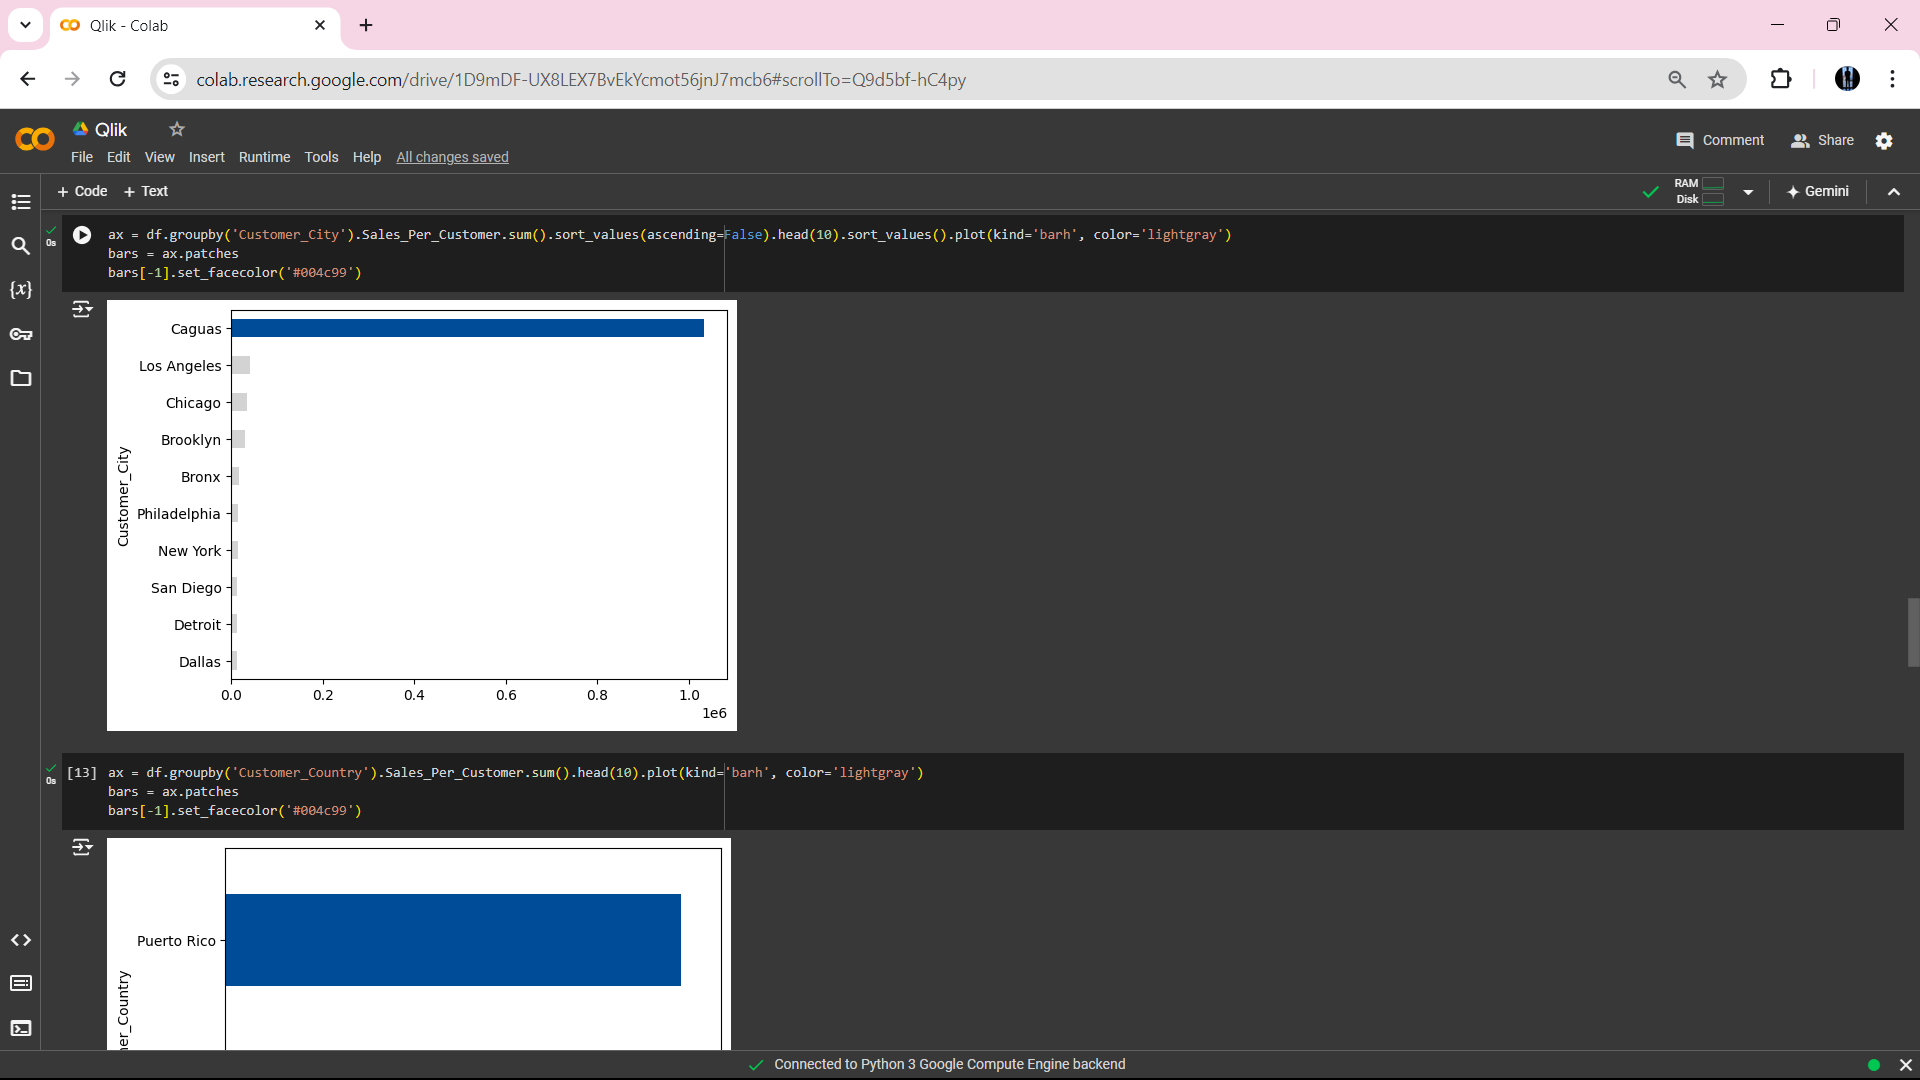 Qlik - Colab
colab.research.google.com/drive/1D9mDF-UX8LEX7BvEkYcmot56jnJ7mcb6#scrollTo=Q9d5bf-hC4py
Qlik
File Edit View Insert Runtime Tools Help All changes saved
Comment Share
+ Code + Text
RAM
Disk
Gemini
0s
ax = df.groupby('Customer_City').Sales_Per_Customer.sum().sort_values(ascending=False).head(10).sort_values().plot(kind='barh', color='lightgray')
bars = ax.patches
bars[-1].set_facecolor('#004c99')
{x}
Customer_City
Caguas
Los Angeles
Chicago
Brooklyn
Bronx
Philadelphia
New York
San Diego
Detroit
Dallas
0.0 0.2 0.4 0.6 0.8 1.0
1e6
0s
[13] ax = df.groupby('Customer_Country').Sales_Per_Customer.sum().head(10).plot(kind='barh', color='lightgray')
bars = ax.patches
bars[-1].set_facecolor('#004c99')
Puerto Rico
er_Country
Connected to Python 3 Google Compute Engine backend